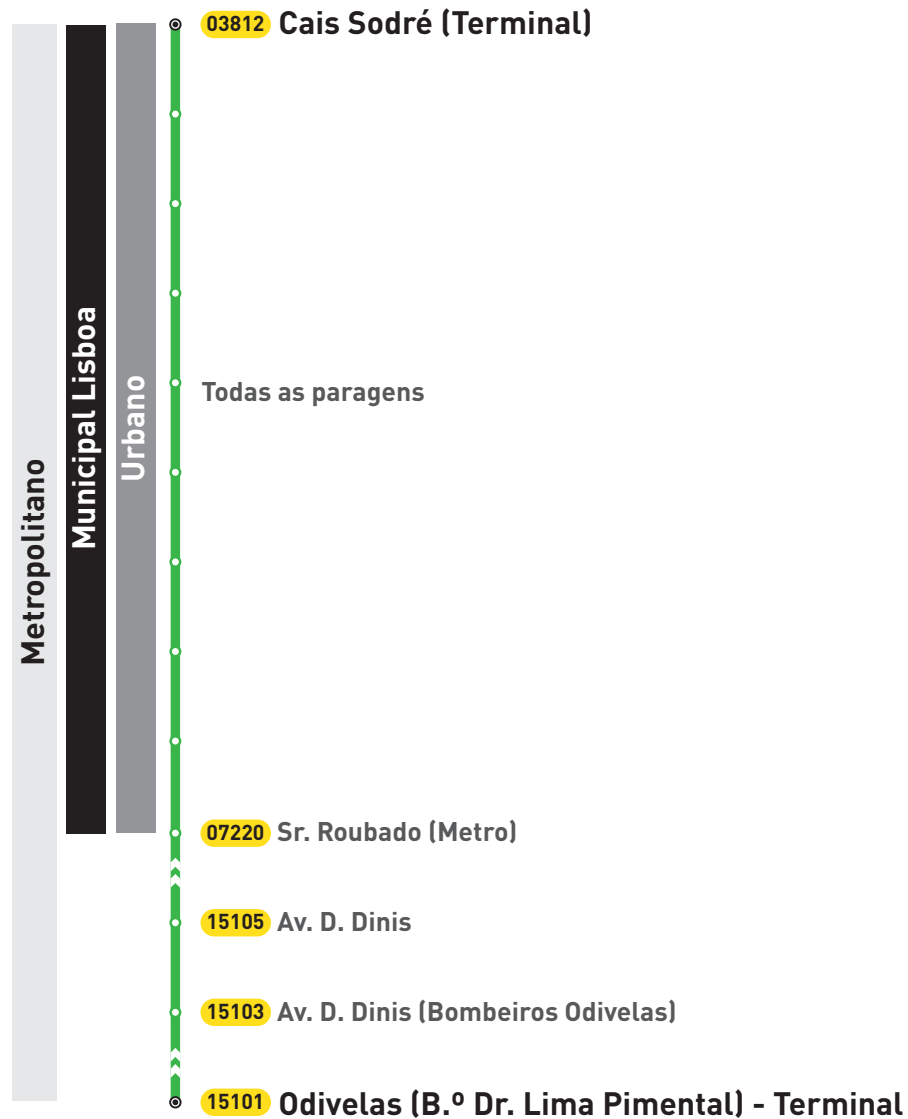 03812 Cais Sodré (Terminal)
Metropolitano
Municipal Lisboa
Urbano
Todas as paragens
07220 Sr. Roubado (Metro)
15105 Av. D. Dinis
15103 Av. D. Dinis (Bombeiros Odivelas)
15101 Odivelas (B.º Dr. Lima Pimental) - Terminal